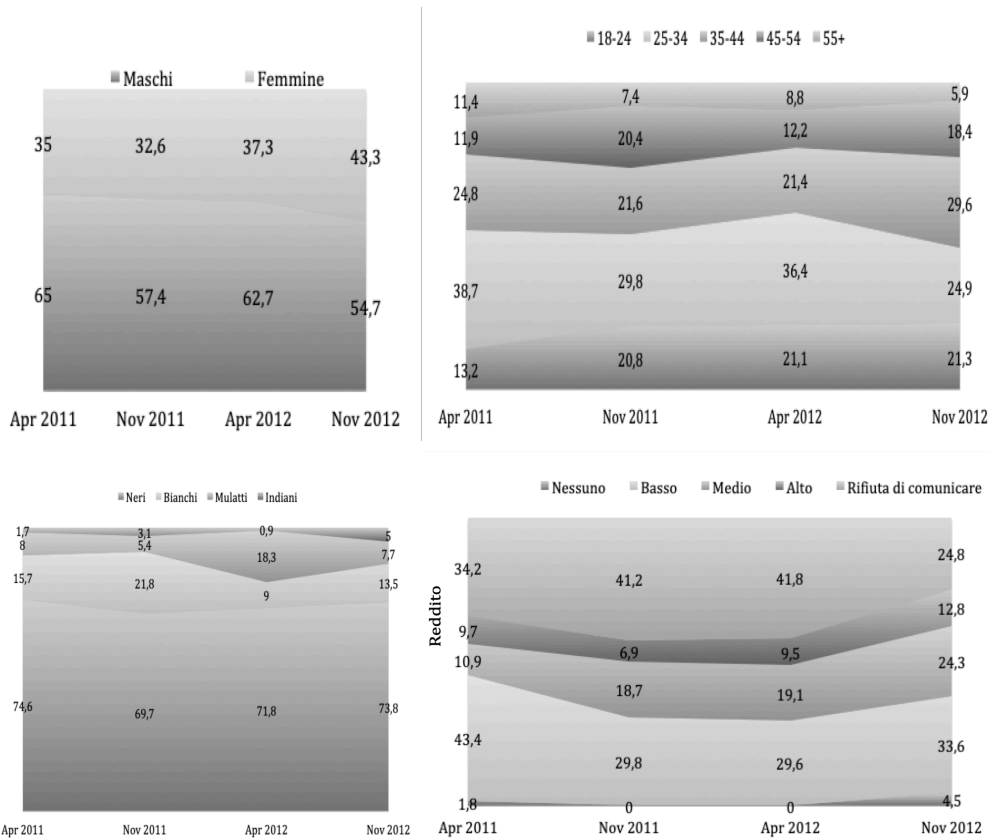 Maschi Femmine
35 32,6 37,3 43,3
65 57,4 62,7 54,7
Apr 2011 Nov 2011 Apr 2012 Nov 2012
18-24 25-34 35-44 45-54 55+
11,4 7,4 8,8 5,9
11,9 20,4 12,2 18,4
24,8 21,6 21,4 29,6
38,7 29,8 36,4 24,9
13,2 20,8 21,1 21,3
Apr 2011 Nov 2011 Apr 2012 Nov 2012
Neri Bianchi Mulatti Indiani
1,7 3,1 0,9 5
8 5,4 18,3 7,7
15,7 21,8 9 13,5
74,6 69,7 71,8 73,8
Apr 2011 Nov 2011 Apr 2012 Nov 2012
Nessuno Basso Medio Alto Rifiuta di comunicare
Reddito
34,2 41,2 41,8 24,8
9,7 6,9 9,5 12,8
10,9 18,7 19,1 24,3
43,4 29,8 29,6 33,6
1,8 0 0 4,5
Apr 2011 Nov 2011 Apr 2012 Nov 2012